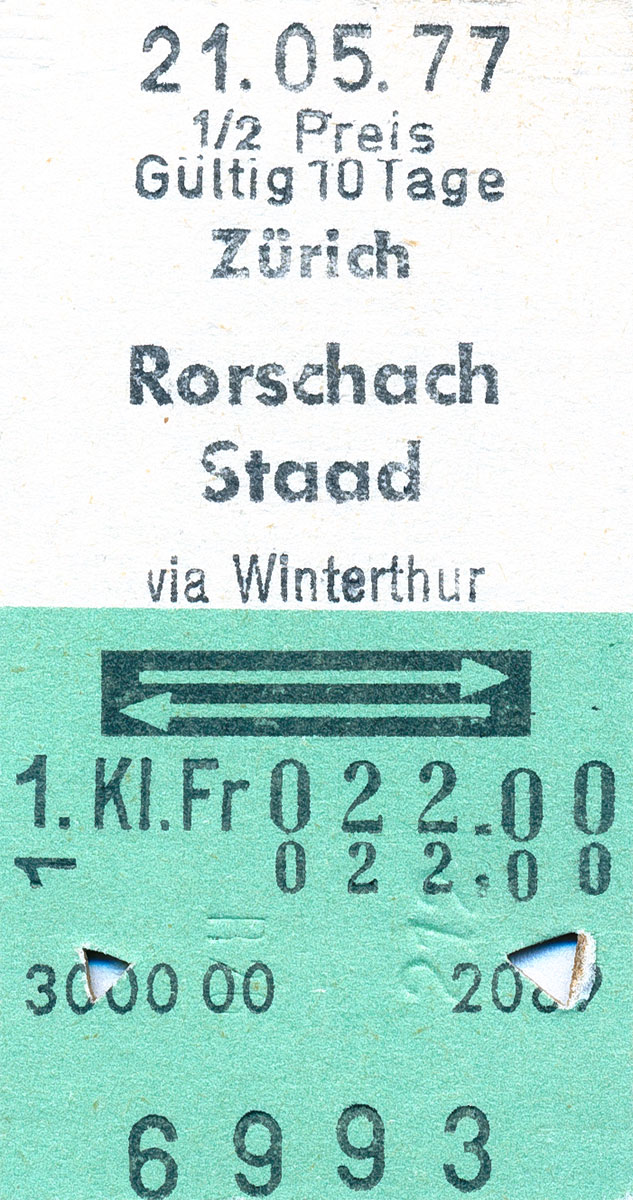 21.05.77
1/2 Preis
Gültig 10 Tage
Zürich
Rorschach
Staad
via Winterthur
1. Kl. Fr 022.00
1 022.00
3000 00
6993